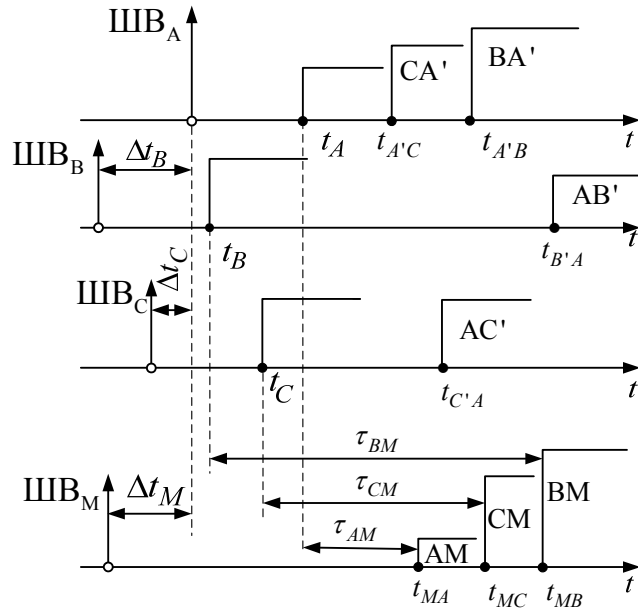 ШВ_A
CA'
BA'
t_A
t_{A'C}
t_{A'B}
t
ШВ_B
Δt_B
AB'
t_B
t_{B'A}
t
ШВ_C
Δt_C
AC'
t_C
t_{C'A}
t
ШВ_M
Δt_M
τ_{BM}
τ_{CM}
τ_{AM}
AM
CM
BM
t_{MA}
t_{MC}
t_{MB}
t